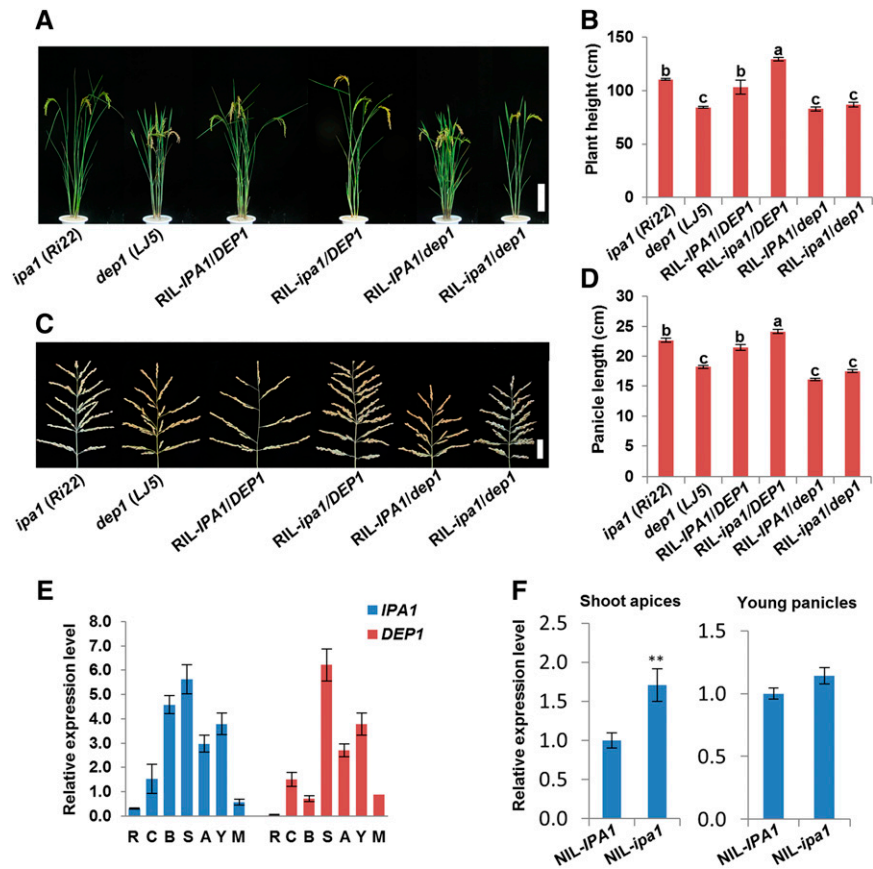 A
ipa1 (Ri22)
dep1 (LJ5)
RIL-IPA1/DEP1
RIL-ipa1/DEP1
RIL-IPA1/dep1
RIL-ipa1/dep1
B
Plant height (cm)
150
100
50
0
b
c
b
a
c
c
ipa1 (Ri22)
dep1 (LJ5)
RIL-IPA1/DEP1
RIL-ipa1/DEP1
RIL-IPA1/dep1
RIL-ipa1/dep1
C
ipa1 (Ri22)
dep1 (LJ5)
RIL-IPA1/DEP1
RIL-ipa1/DEP1
RIL-IPA1/dep1
RIL-ipa1/dep1
D
Panicle length (cm)
30
25
20
15
10
5
0
b
c
b
a
c
c
ipa1 (Ri22)
dep1 (LJ5)
RIL-IPA1/DEP1
RIL-ipa1/DEP1
RIL-IPA1/dep1
RIL-ipa1/dep1
E
IPA1
DEP1
Relative expression level
8.0
7.0
6.0
5.0
4.0
3.0
2.0
1.0
0.0
R C B S A Y M R C B S A Y M
F
Shoot apices
Relative expression level
2.5
2.0
1.5
1.0
0.5
0.0
**
NIL-IPA1
NIL-ipa1
Young panicles
1.5
1.0
0.5
0.0
NIL-IPA1
NIL-ipa1